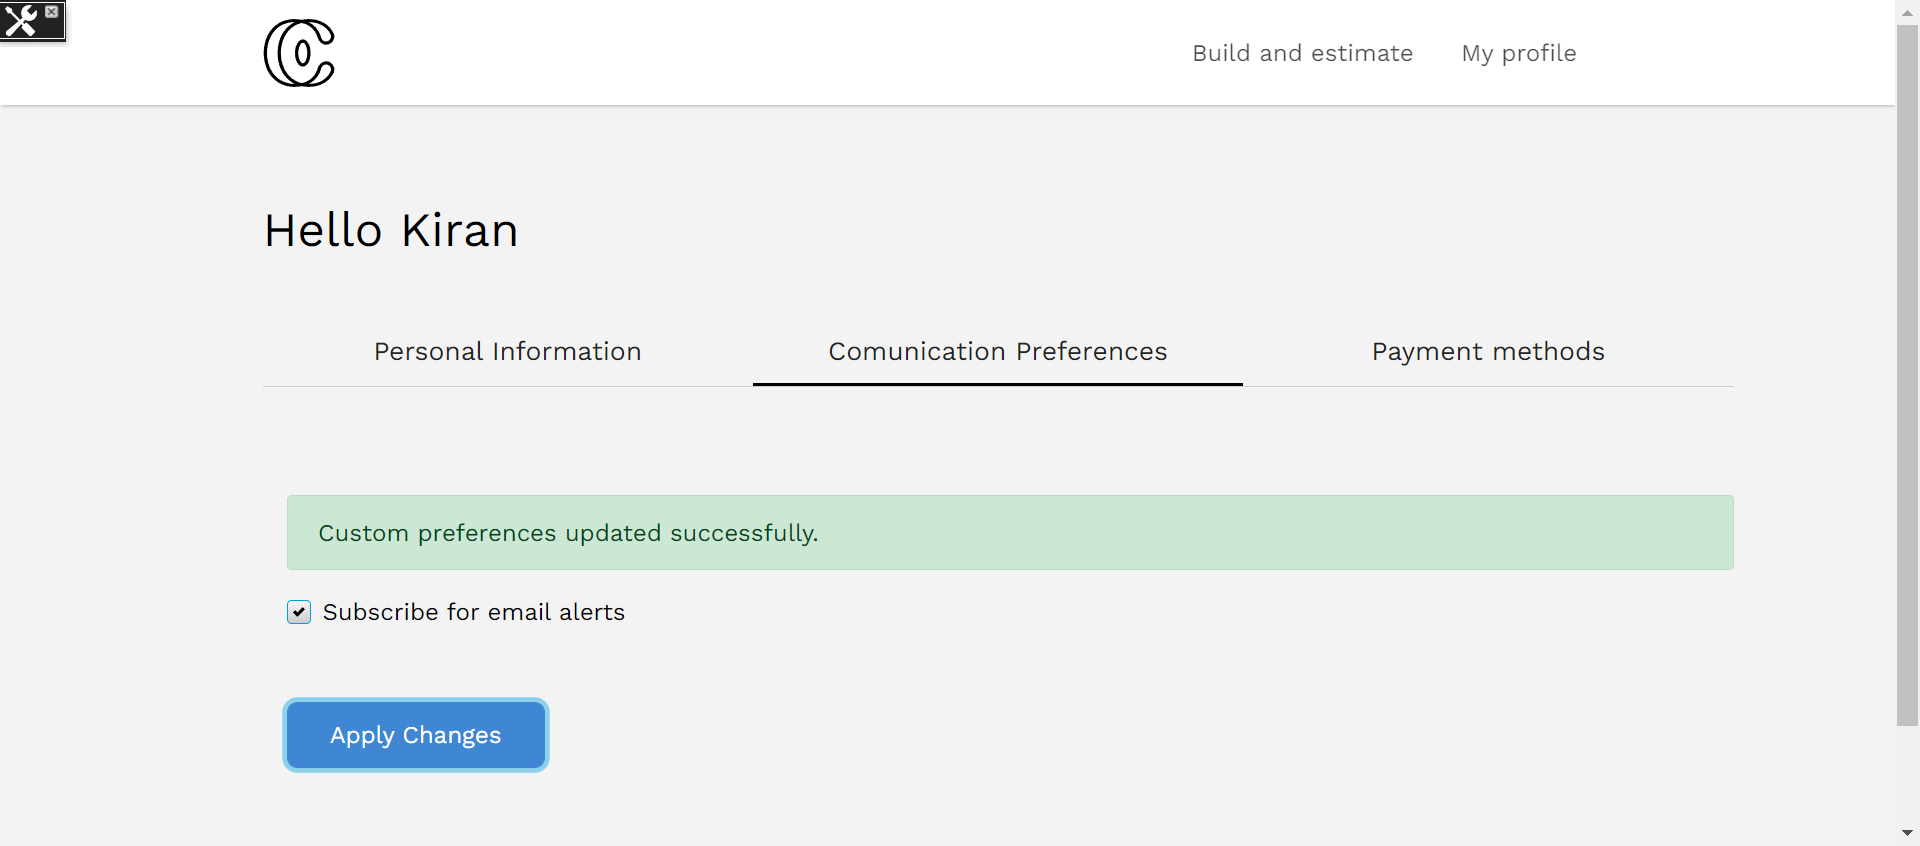 Build and estimate
My profile
Hello Kiran
Personal Information
Comunication Preferences
Payment methods
Custom preferences updated successfully.
Subscribe for email alerts
Apply Changes